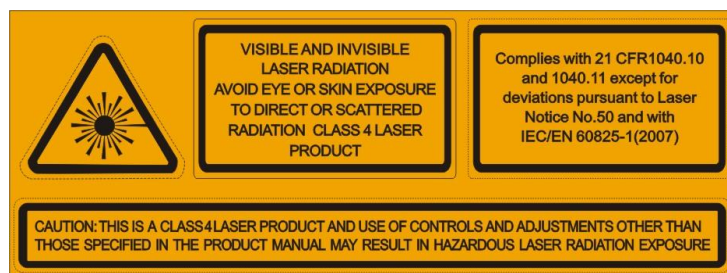 VISIBLE AND INVISIBLE
LASER RADIATION
AVOID EYE OR SKIN EXPOSURE
TO DIRECT OR SCATTERED
RADIATION CLASS 4 LASER
PRODUCT
Complies with 21 CFR1040.10
and 1040.11 except for
deviations pursuant to Laser
Notice No.50 and with
IEC/EN 60825-1(2007)
CAUTION: THIS IS A CLASS4 LASER PRODUCT AND USE OF CONTROLS AND ADJUSTMENTS OTHER THAN
THOSE SPECIFIED IN THE PRODUCT MANUAL MAY RESULT IN HAZARDOUS LASER RADIATION EXPOSURE